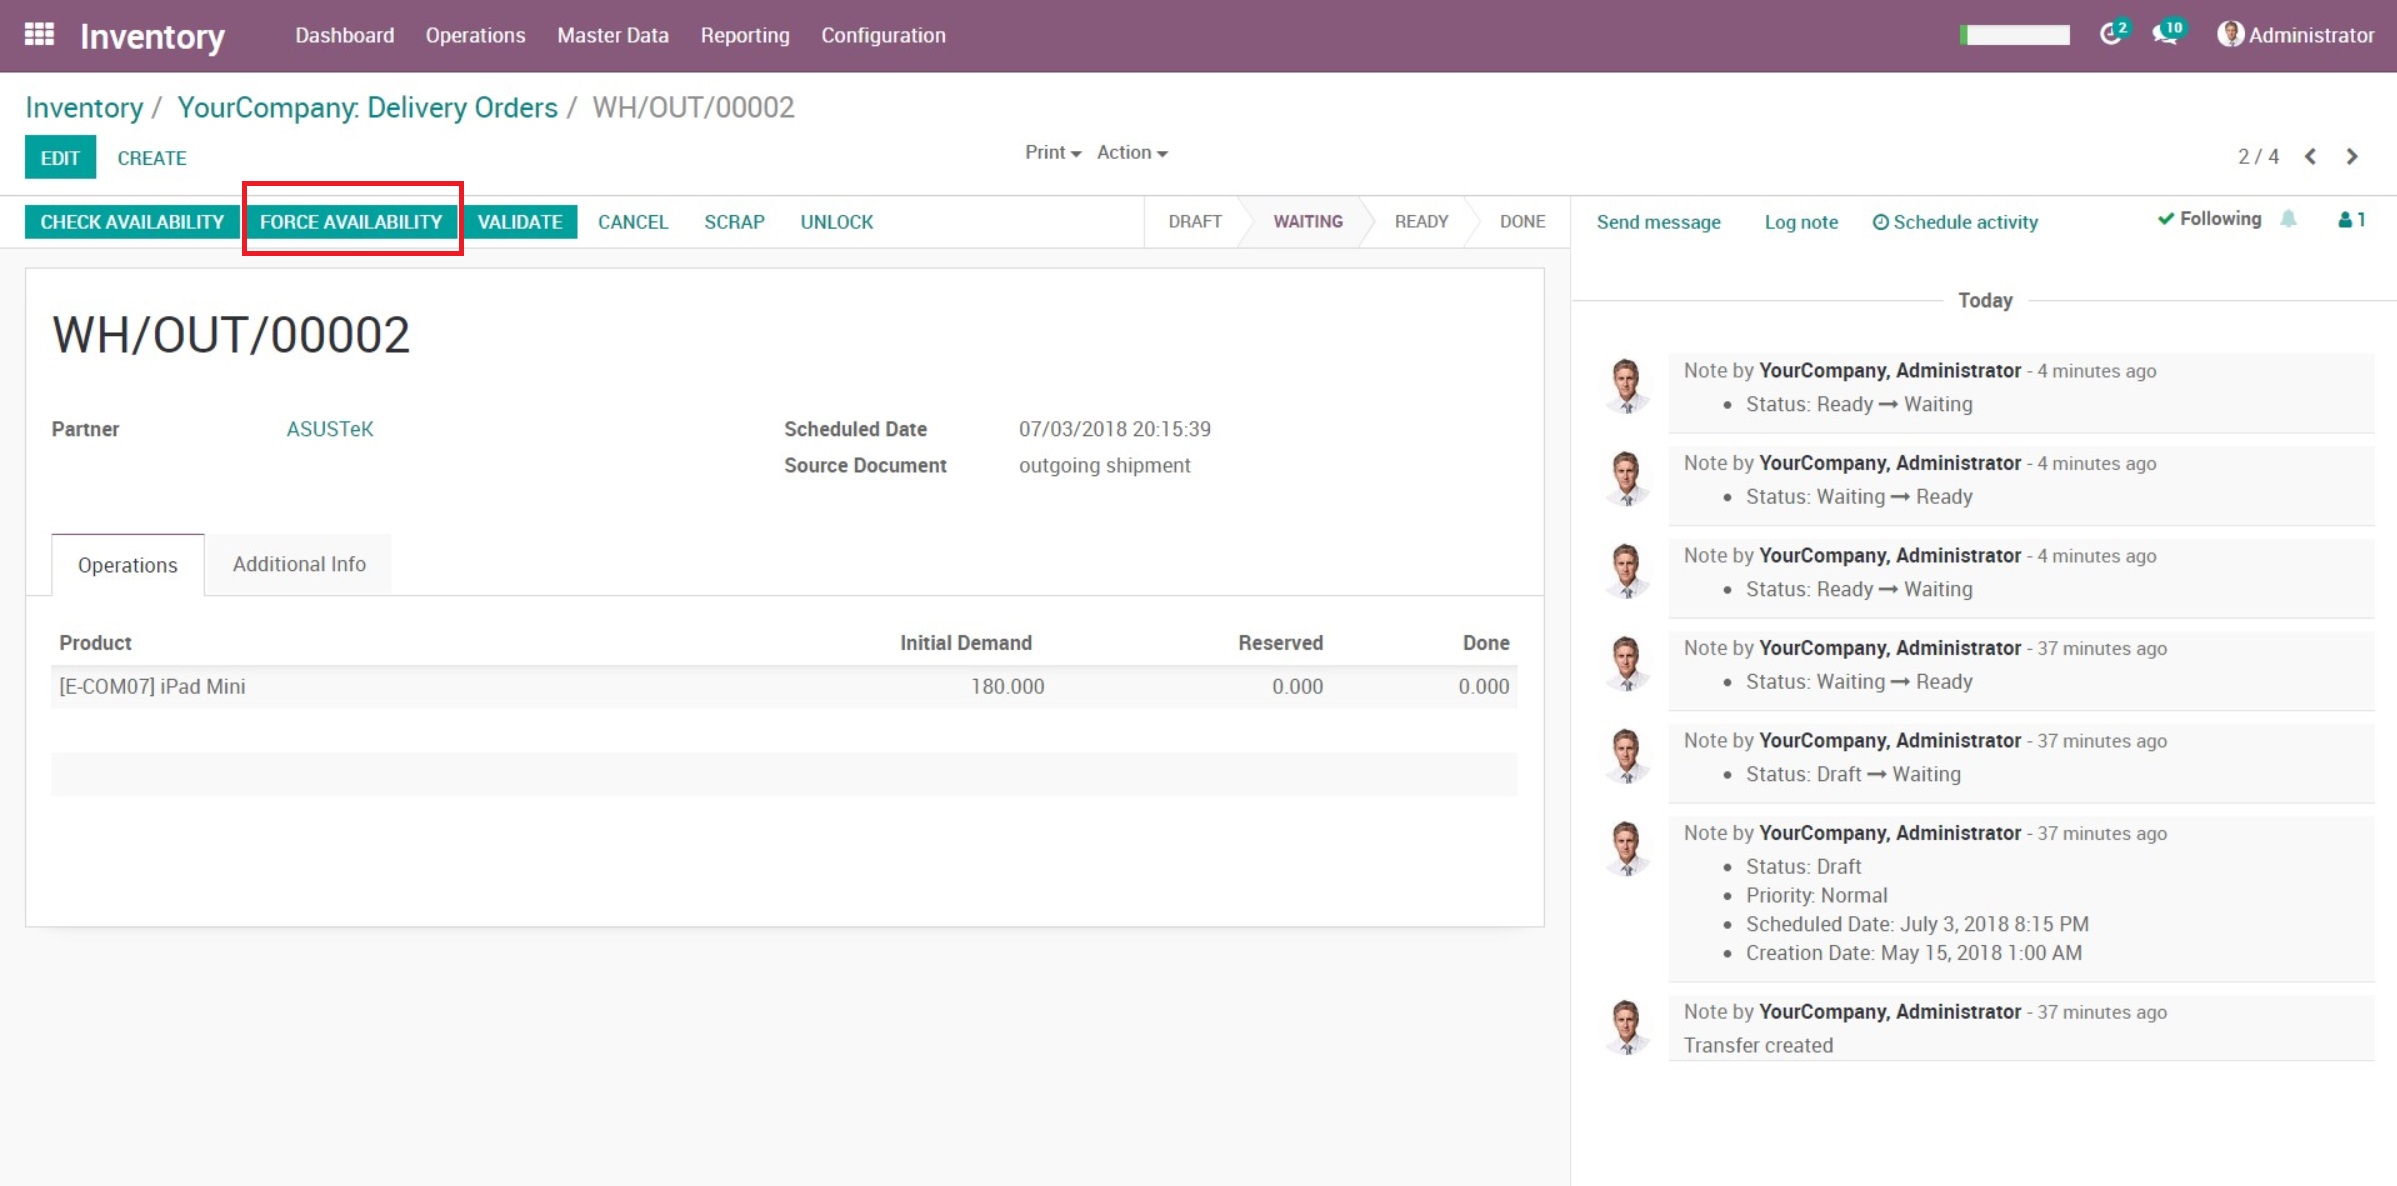 Inventory Dashboard Operations Master Data Reporting Configuration 2 10 Administrator
Inventory / YourCompany: Delivery Orders / WH/OUT/00002
EDIT CREATE Print Action 2 / 4
CHECK AVAILABILITY FORCE AVAILABILITY VALIDATE CANCEL SCRAP UNLOCK DRAFT WAITING READY DONE Send message Log note Schedule activity Following 1
WH/OUT/00002
Partner ASUSTeK
Scheduled Date 07/03/2018 20:15:39
Source Document outgoing shipment
Operations Additional Info
Product Initial Demand Reserved Done
[E-COM07] iPad Mini 180.000 0.000 0.000
Today
Note by YourCompany, Administrator - 4 minutes ago
• Status: Ready → Waiting
Note by YourCompany, Administrator - 4 minutes ago
• Status: Waiting → Ready
Note by YourCompany, Administrator - 4 minutes ago
• Status: Ready → Waiting
Note by YourCompany, Administrator - 37 minutes ago
• Status: Waiting → Ready
Note by YourCompany, Administrator - 37 minutes ago
• Status: Draft → Waiting
Note by YourCompany, Administrator - 37 minutes ago
• Status: Draft
• Priority: Normal
• Scheduled Date: July 3, 2018 8:15 PM
• Creation Date: May 15, 2018 1:00 AM
Note by YourCompany, Administrator - 37 minutes ago
Transfer created